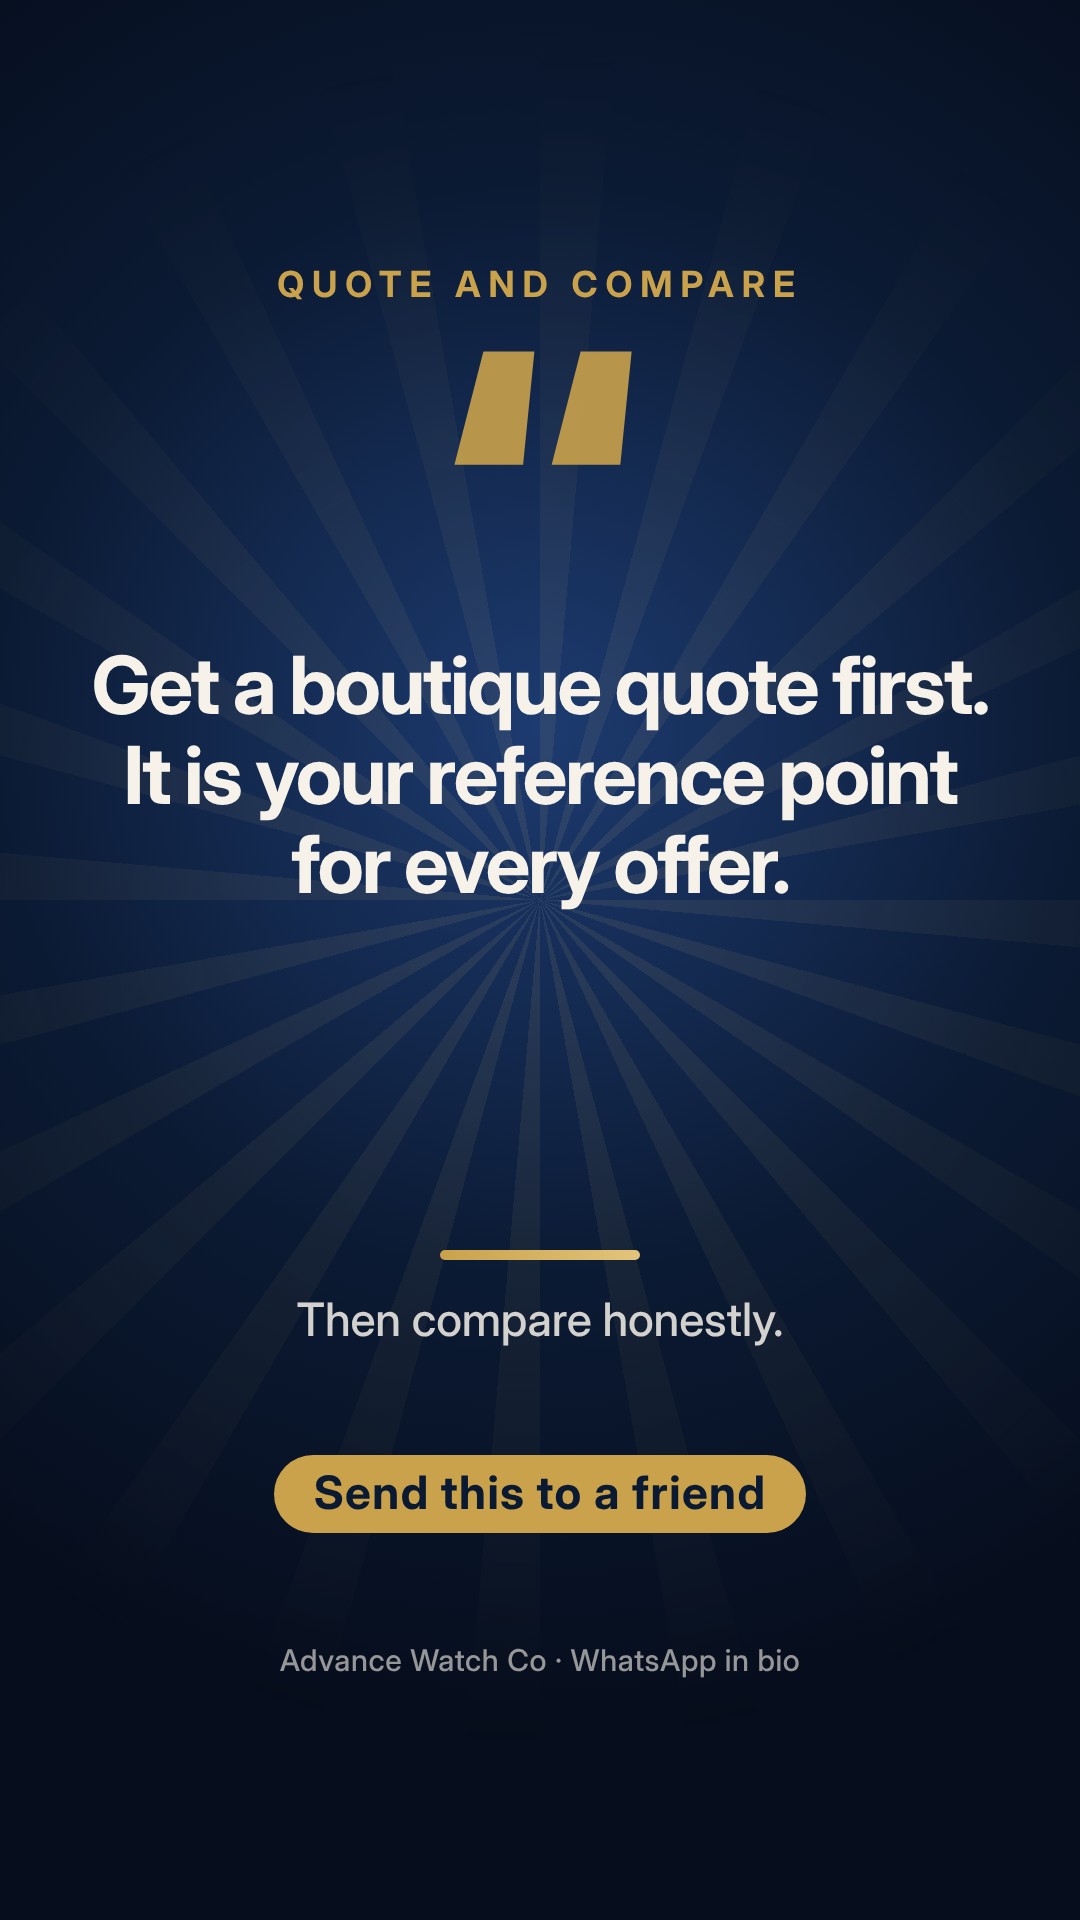 QUOTE AND COMPARE
"
Get a boutique quote first.
It is your reference point
for every offer.
Then compare honestly.
Send this to a friend
Advance Watch Co · WhatsApp in bio